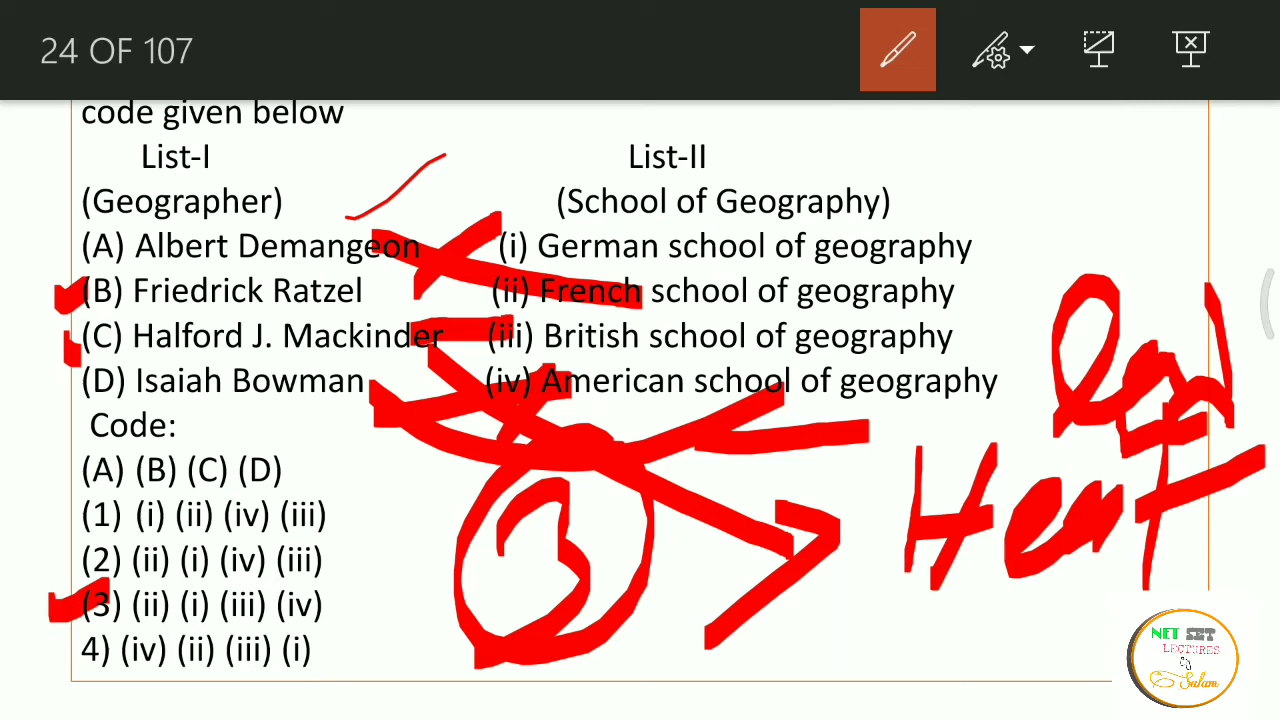 24 OF 107
code given below
List-I List-II
(Geographer) (School of Geography)
(A) Albert Demangeon (i) German school of geography
(B) Friedrick Ratzel (ii) French school of geography
(C) Halford J. Mackinder (iii) British school of geography
(D) Isaiah Bowman (iv) American school of geography
Code:
(A) (B) (C) (D)
(1) (i) (ii) (iv) (iii)
(2) (ii) (i) (iv) (iii)
(3) (ii) (i) (iii) (iv)
4) (iv) (ii) (iii) (i)
3
Heart
NET SET
LECTURES
Salam